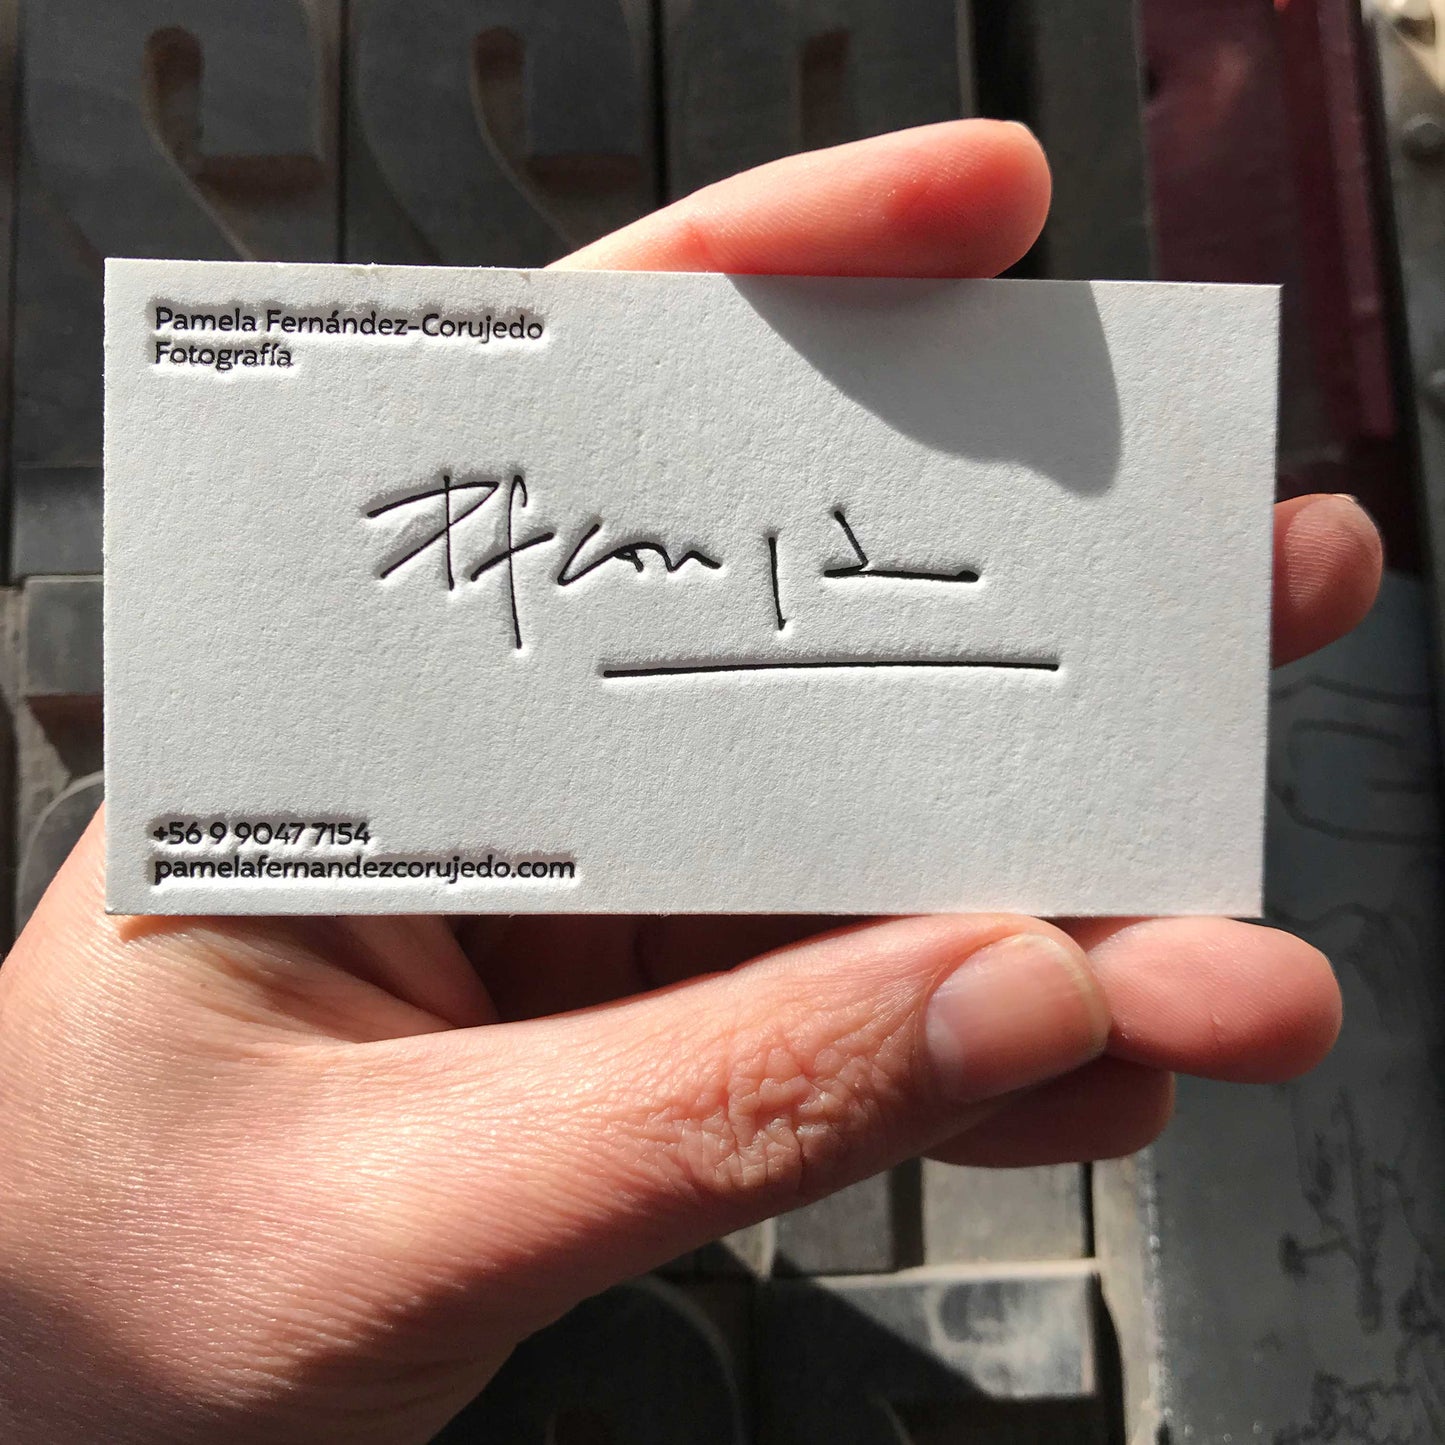 Pamela Fernández-Corujedo
Fotografía
+56 9 9047 7154
pamelafernandezcorujedo.com